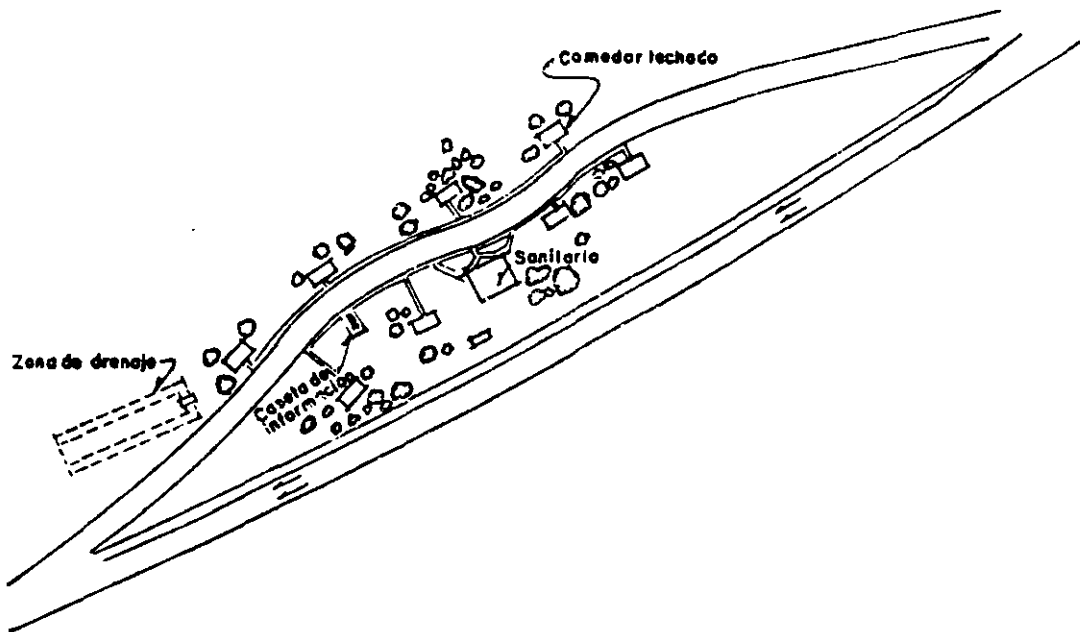 Comedor techado
Sanitario
Zona de drenaje
Caseta de
información